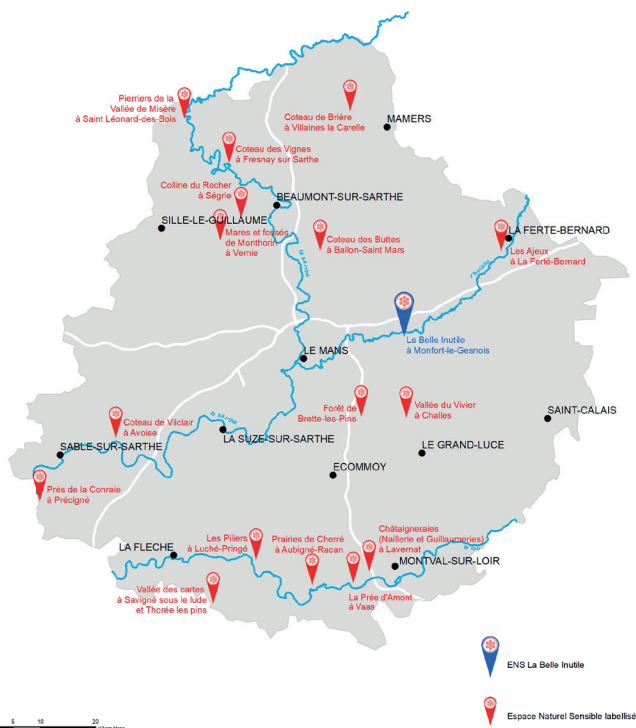 Pierriers de la
Vallée de Misère
à Saint Léonard-des-Bois
Coteau de Brière
à Villaines la Carelle
MAMERS
Coteau des Vignes
à Fresnay sur Sarthe
Colline du Rocher
à Ségrie
BEAUMONT-SUR-SARTHE
SILLE-LE-GUILLAUME
Mares et fossés
de Monthorin
à Vernie
Coteau des Buttes
à Ballon-Saint Mars
LA FERTE-BERNARD
Les Ajeux
à La Ferté-Bernard
la sarthe
l'huisne
La Belle Inutile
à Monfort-le-Gesnois
LE MANS
Forêt de
Brette-les-Pins
Vallée du Vivier
à Challes
SAINT-CALAIS
Coteau de Vilclair
à Avoise
la sarthe
LA SUZE-SUR-SARTHE
SABLE-SUR-SARTHE
LE GRAND-LUCE
ECOMMOY
Prés de la Conraie
à Précigné
LA FLECHE
Les Piliers
à Luché-Pringé
Prairies de Cherré
à Aubigné-Racan
Châtaigneraies
(Naillerie et Guillaumeries)
à Lavernat
le loir
MONTVAL-SUR-LOIR
Vallée des cartes
à Savigné sous le lude
et Thorée les pins
La Prée d'Amont
à Vaas
ENS La Belle Inutile
Espace Naturel Sensible labellisé
5 10 20